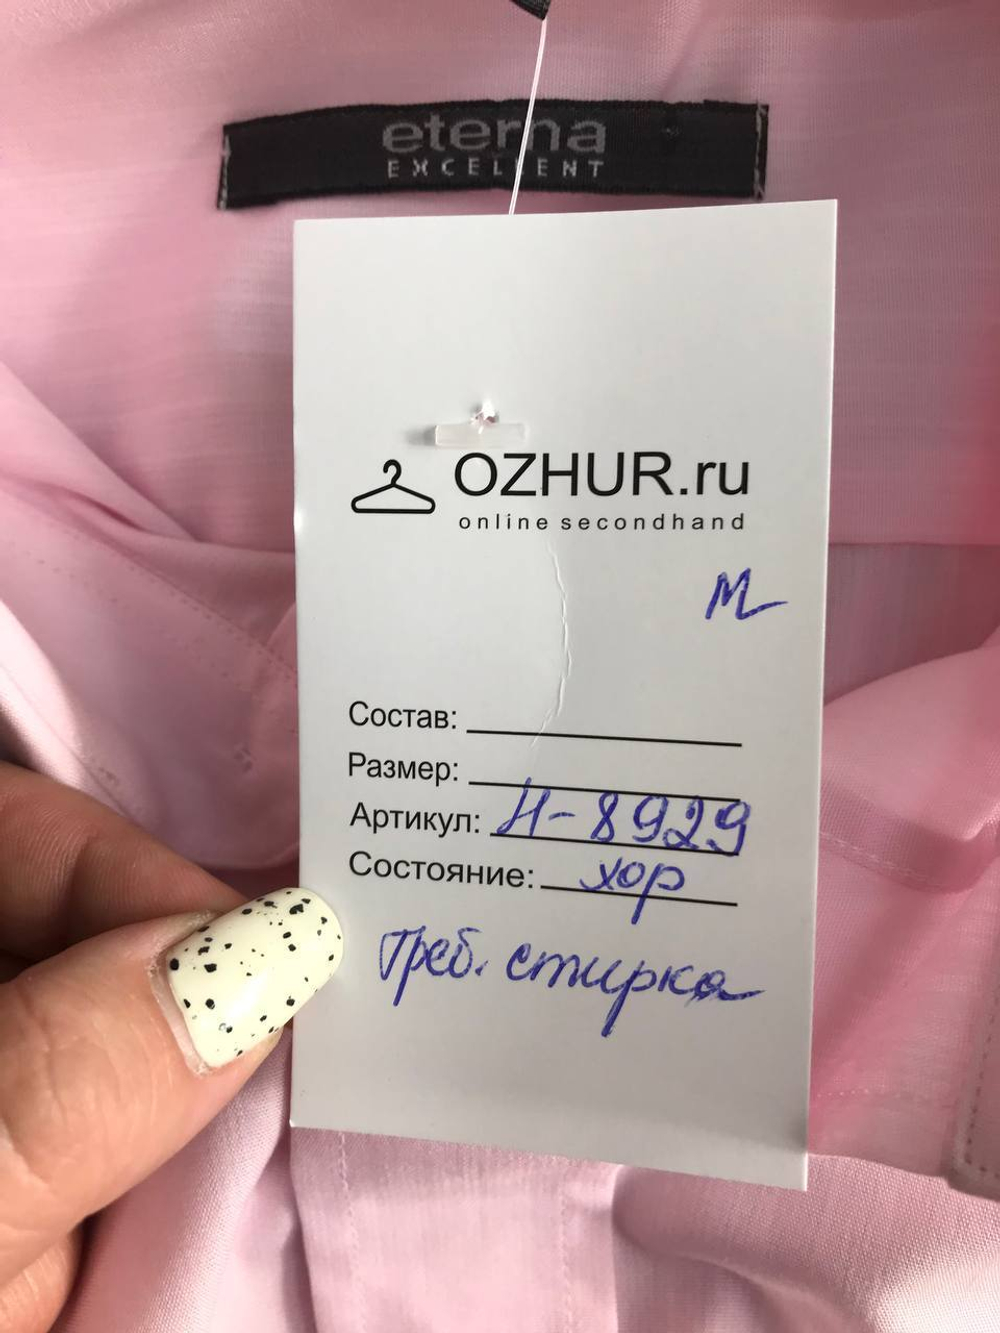 eterna
EXCELLENT
OZHUR.ru
online secondhand
м
Состав:
Размер:
Артикул: Н-8929
Состояние: хор
Треб. стирка